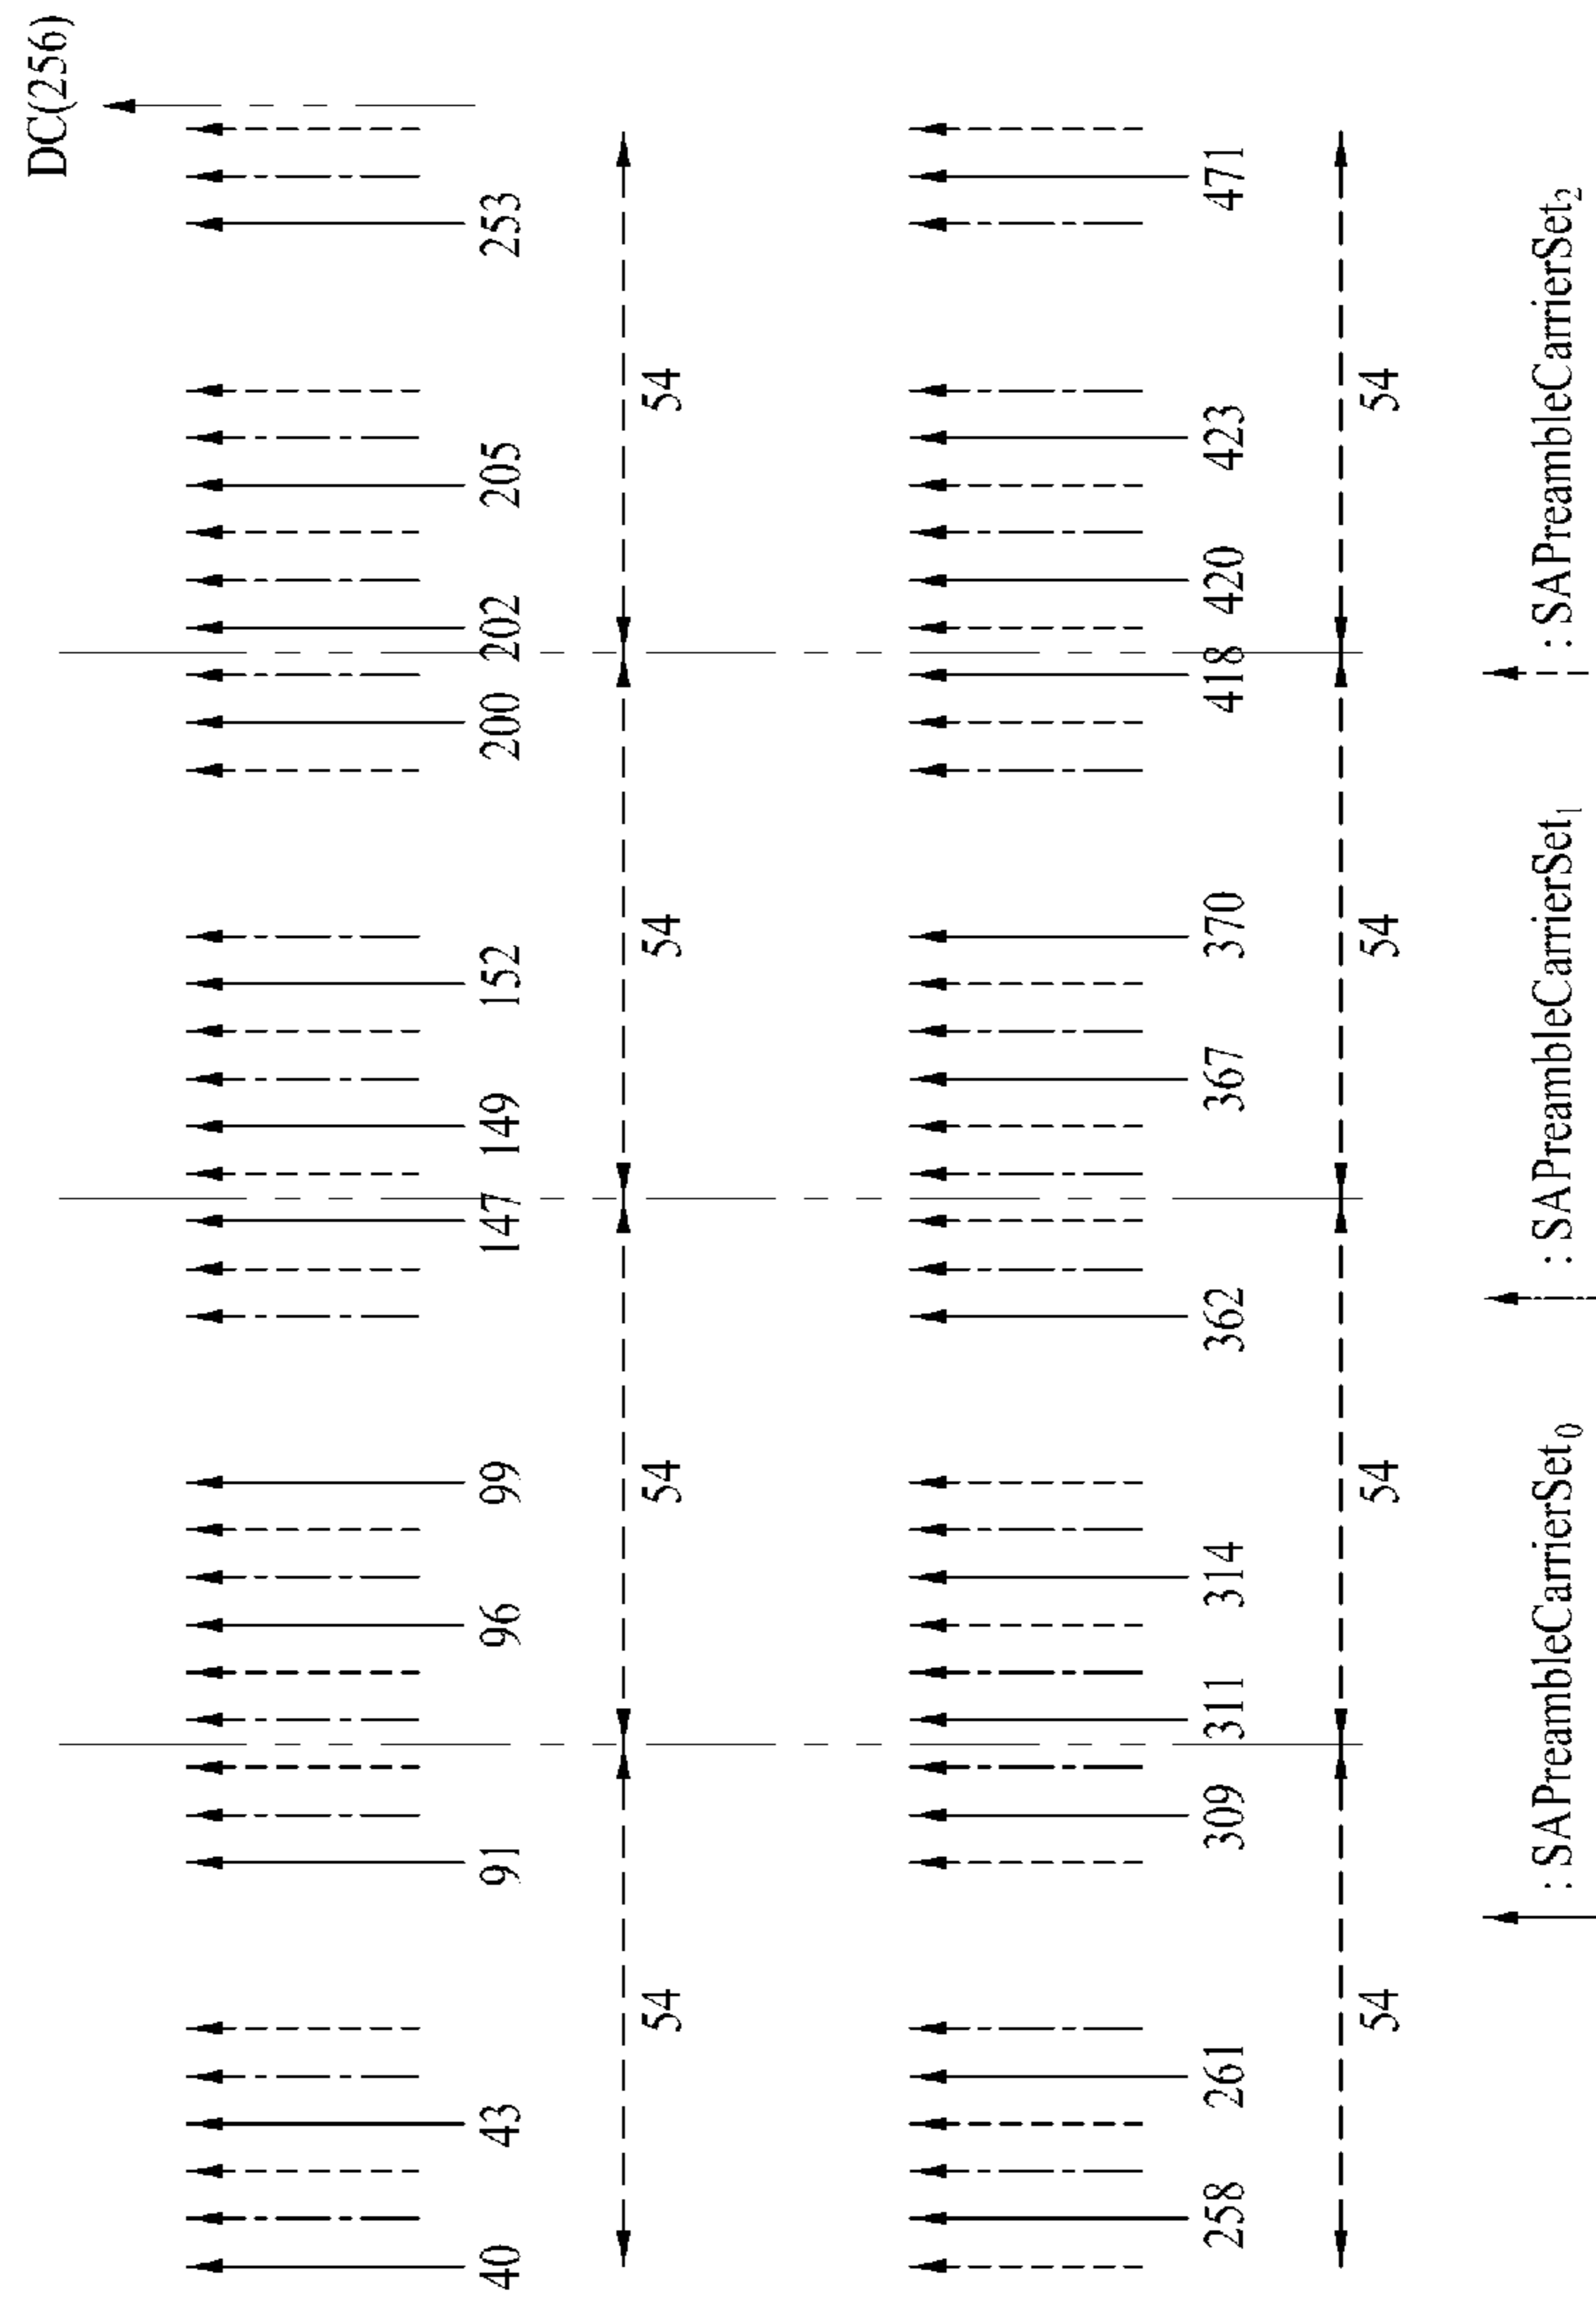 DC(256)
40 43 91 96 99 147 149 152 200 202 205 253
54 54 54 54
258 261 309 311 314 362 367 370 418 420 423 471
54 54 54 54
: SAPreambleCarrierSet₀ : SAPreambleCarrierSet₁ : SAPreambleCarrierSet₂